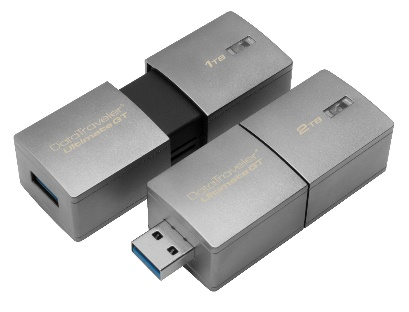 1TB
DataTraveler
Ultimate GT
2TB
DataTraveler
Ultimate GT